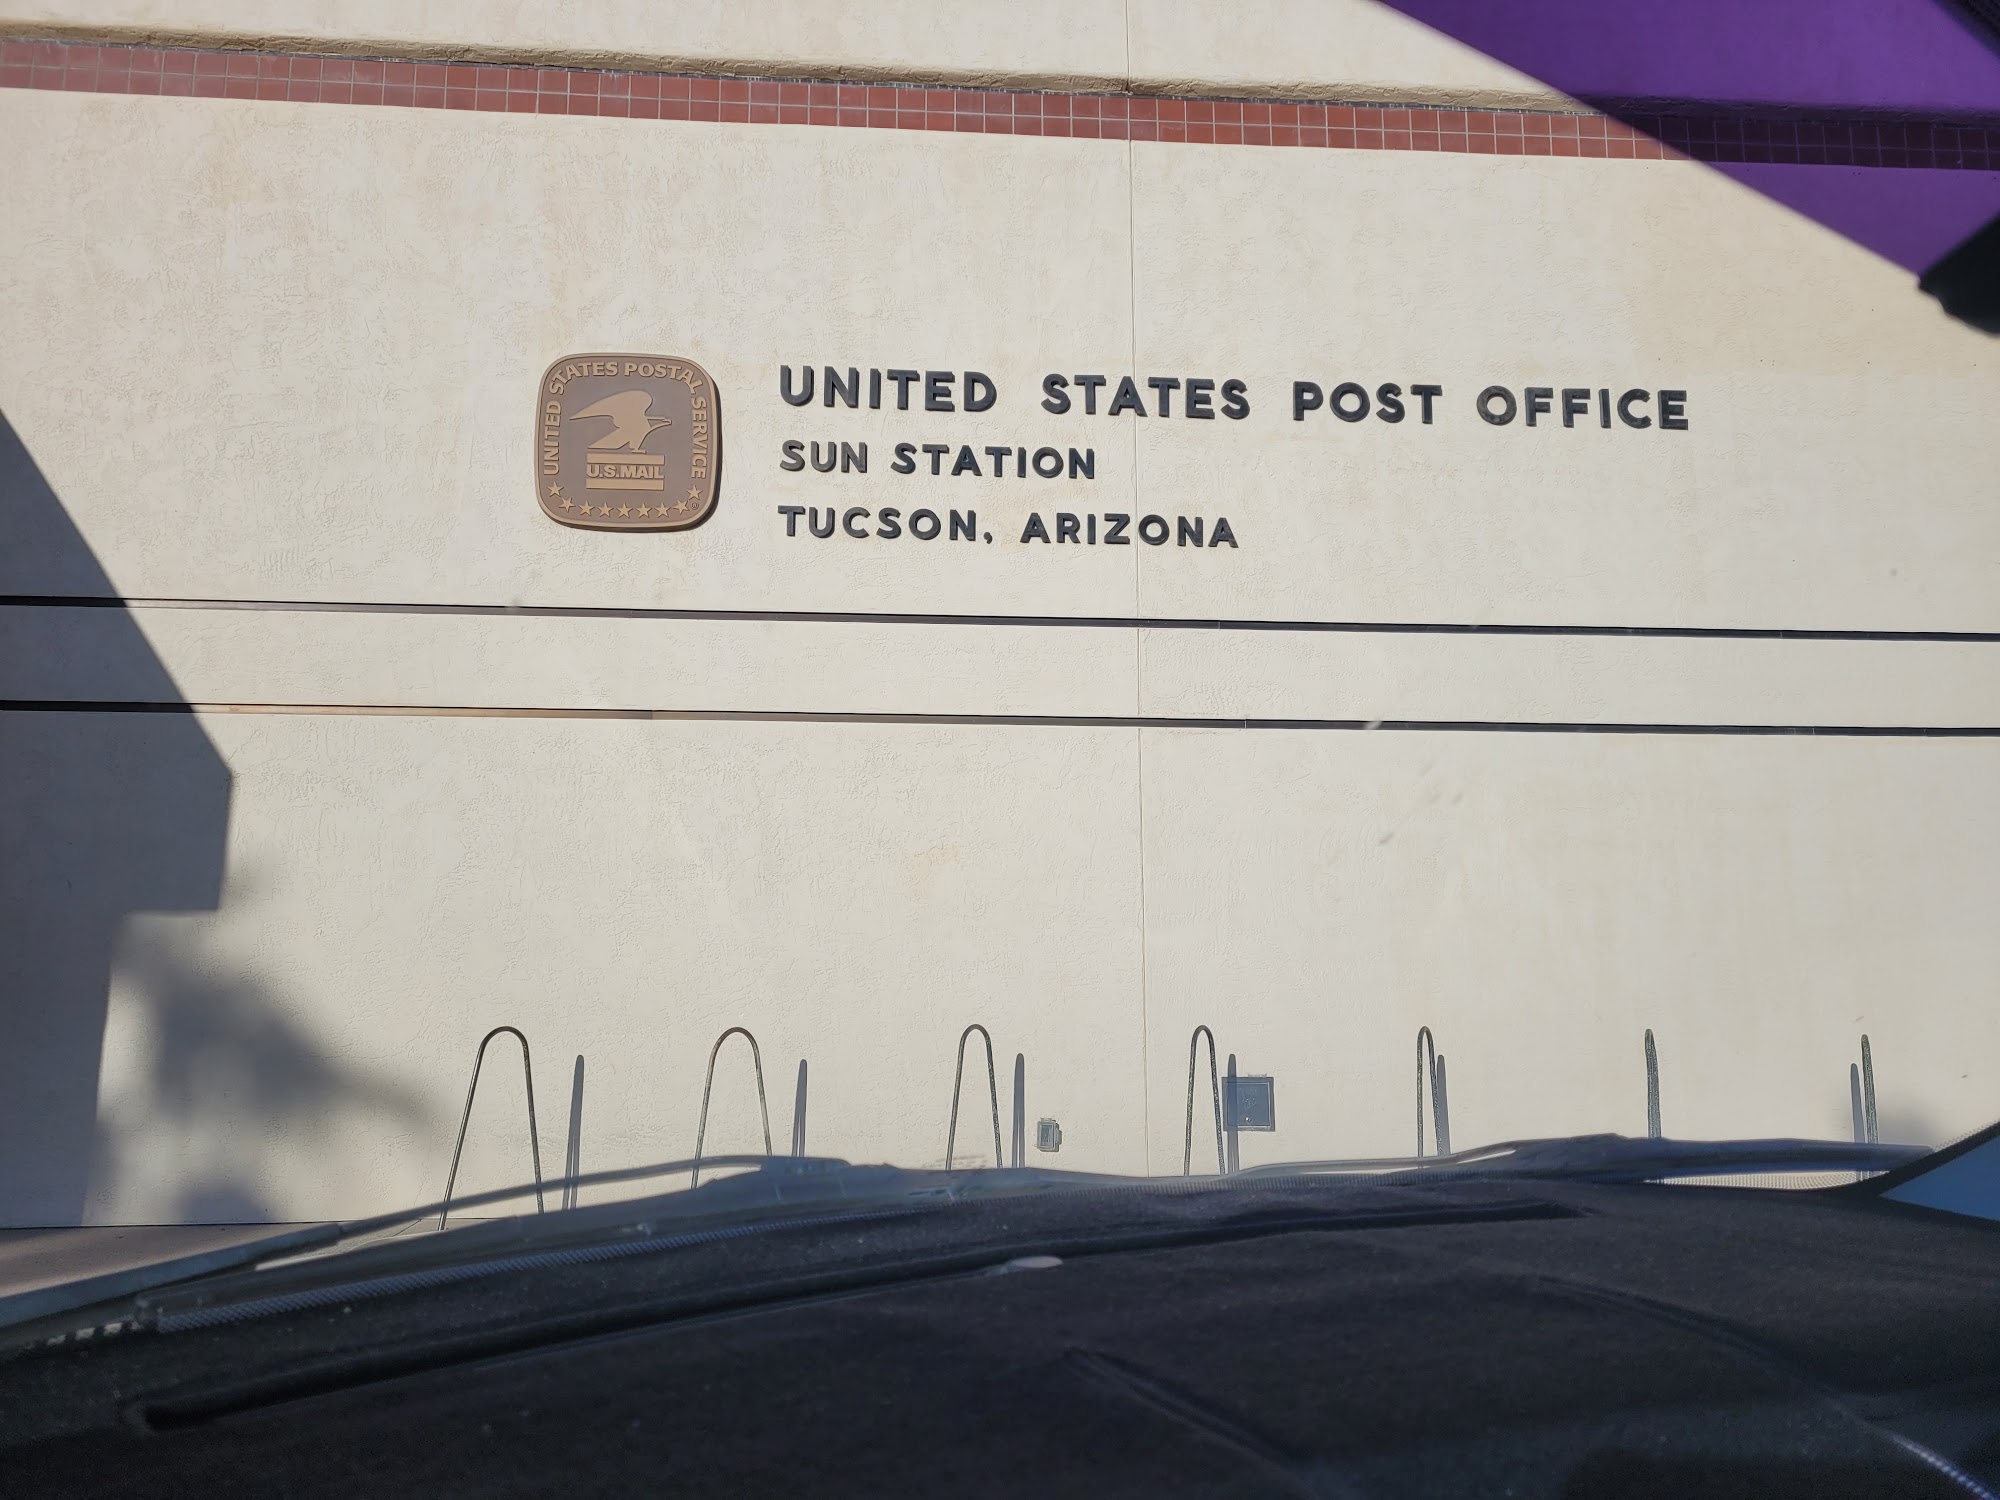 UNITED STATES POSTAL SERVICE
U.S.MAIL
®
UNITED STATES POST OFFICE
SUN STATION
TUCSON, ARIZONA